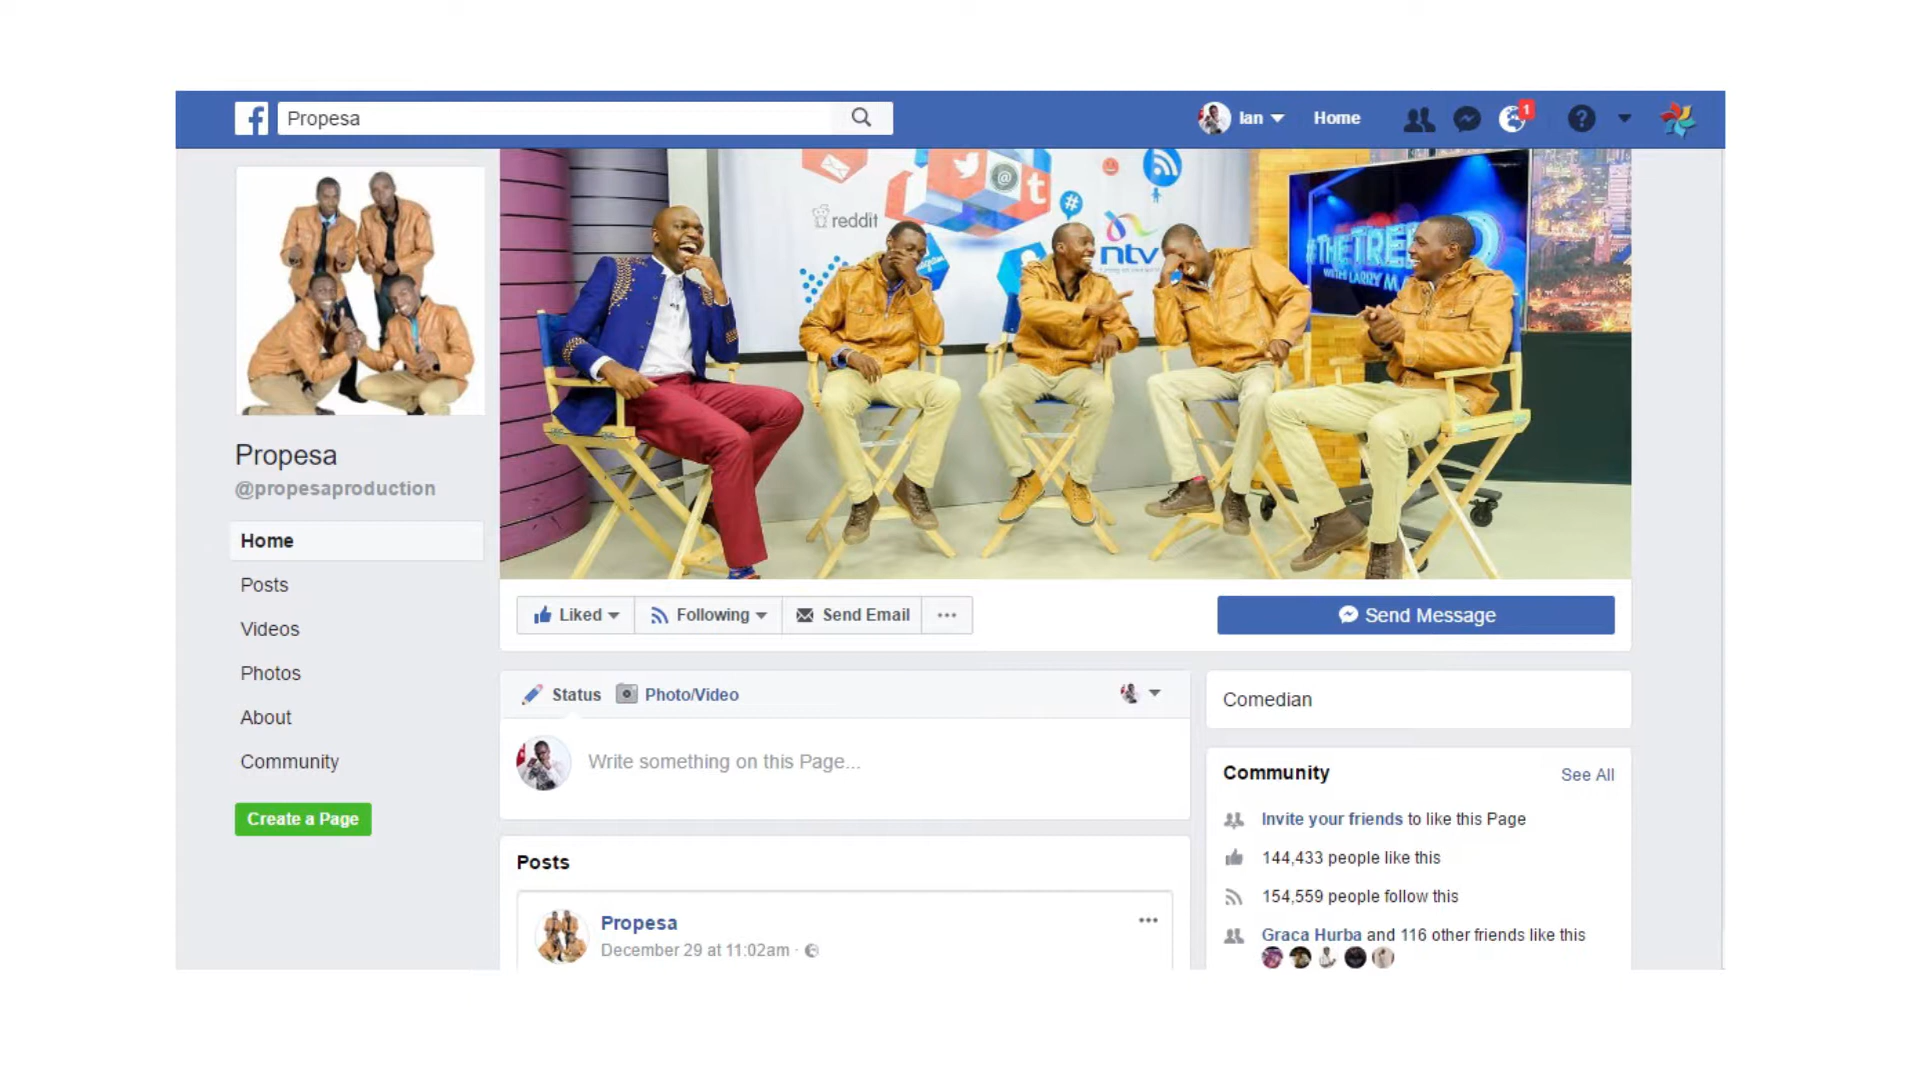 Propesa
Ian
Home
1
?
reddit
@
t
#
ntv
#THETREND
WITH LARRY MA
Propesa
@propesaproduction
Home
Posts
Videos
Photos
About
Community
Create a Page
Liked
Following
Send Email
Send Message
Status
Photo/Video
Write something on this Page...
Posts
Propesa
December 29 at 11:02am
Comedian
Community
See All
Invite your friends to like this Page
144,433 people like this
154,559 people follow this
Graca Hurba and 116 other friends like this